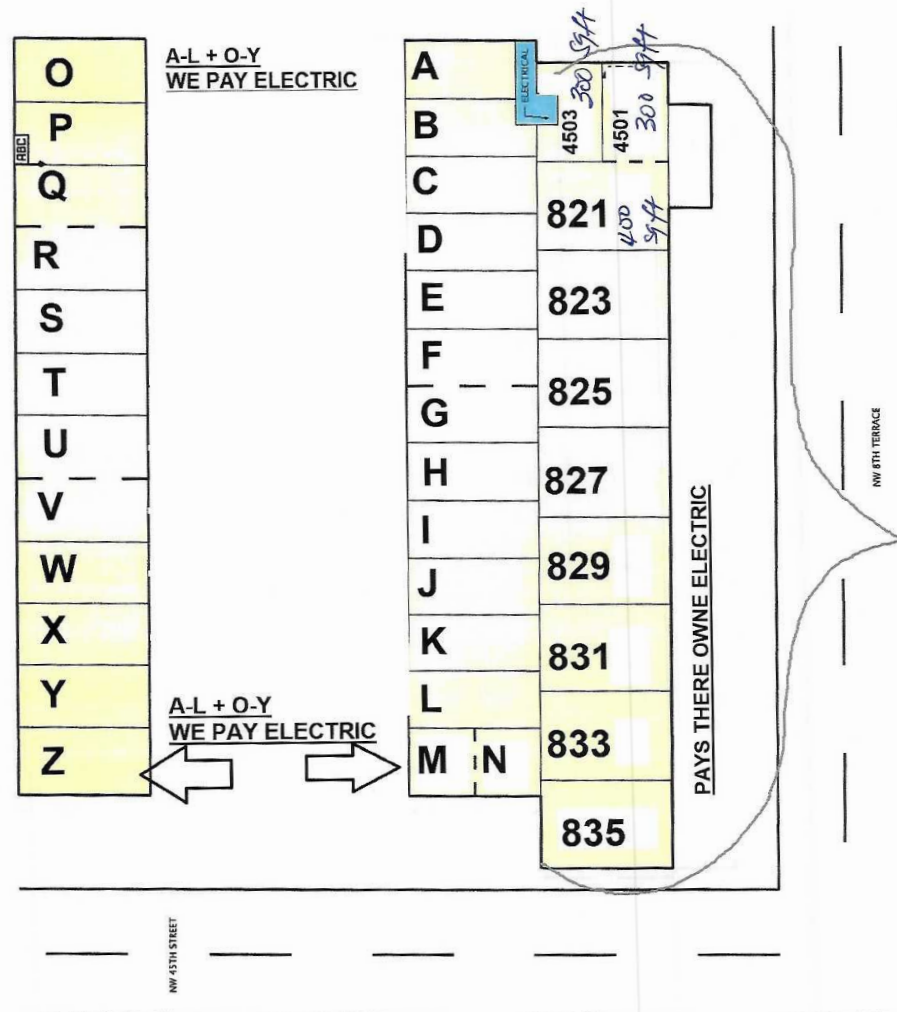 O
P
ABC
Q
R
S
T
U
V
W
X
Y
Z
A-L + O-Y
WE PAY ELECTRIC
A-L + O-Y
WE PAY ELECTRIC
A
B
C
D
E
F
G
H
I
J
K
L
M N
ELECTRICAL
4503
300 sqft
4501
300 sqft
821
400 sqft
823
825
827
829
831
833
835
PAYS THERE OWNE ELECTRIC
NW 8TH TERRACE
NW 45TH STREET